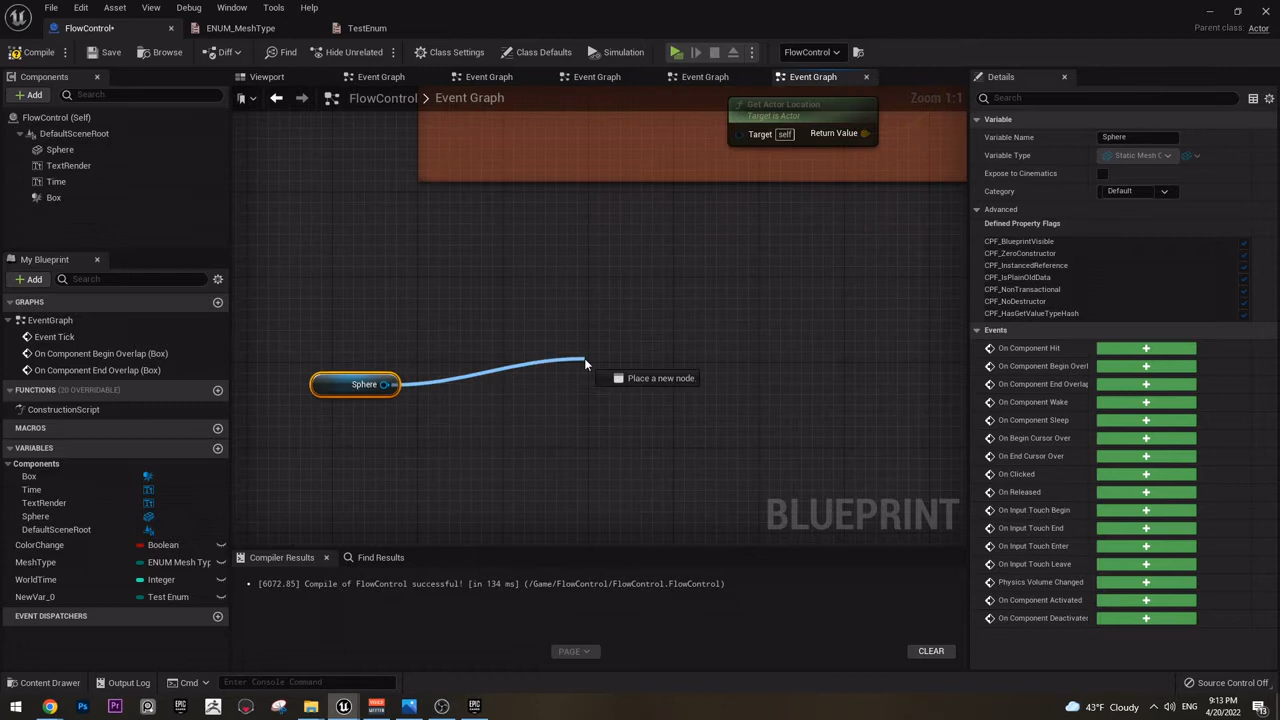 File Edit Asset View Debug Window Tools Help
FlowControl* ENUM_MeshType TestEnum
Parent class: Actor
Compile Save Browse Diff Find Hide Unrelated Class Settings Class Defaults Simulation FlowControl
Components
Add Search
FlowControl (Self)
DefaultSceneRoot
Sphere
TextRender
Time
Box
My Blueprint
Add Search
GRAPHS
EventGraph
Event Tick
On Component Begin Overlap (Box)
On Component End Overlap (Box)
FUNCTIONS (20 OVERRIDABLE)
ConstructionScript
MACROS
VARIABLES
Components
Box
Time
TextRender
Sphere
DefaultSceneRoot
ColorChange Boolean
MeshType ENUM Mesh Typ
WorldTime Integer
NewVar_0 Test Enum
EVENT DISPATCHERS
Viewport Event Graph Event Graph Event Graph Event Graph Event Graph
FlowControl > Event Graph Zoom 1:1
Get Actor Location
Target is Actor
Target self Return Value
Sphere
Place a new node.
BLUEPRINT
Compiler Results Find Results
[6072.85] Compile of FlowControl successful! [in 134 ms] (/Game/FlowControl/FlowControl.FlowControl)
PAGE CLEAR
Details
Search
Variable
Variable Name Sphere
Variable Type Static Mesh C
Expose to Cinematics
Category Default
Advanced
Defined Property Flags
CPF_BlueprintVisible
CPF_ZeroConstructor
CPF_InstancedReference
CPF_IsPlainOldData
CPF_NonTransactional
CPF_NoDestructor
CPF_HasGetValueTypeHash
Events
On Component Hit
On Component Begin Overl
On Component End Overlap
On Component Wake
On Component Sleep
On Begin Cursor Over
On End Cursor Over
On Clicked
On Released
On Input Touch Begin
On Input Touch End
On Input Touch Enter
On Input Touch Leave
Physics Volume Changed
On Component Activated
On Component Deactivated
Content Drawer Output Log Cmd Enter Console Command Source Control Off
43°F Cloudy 9:13 PM
4/20/2022